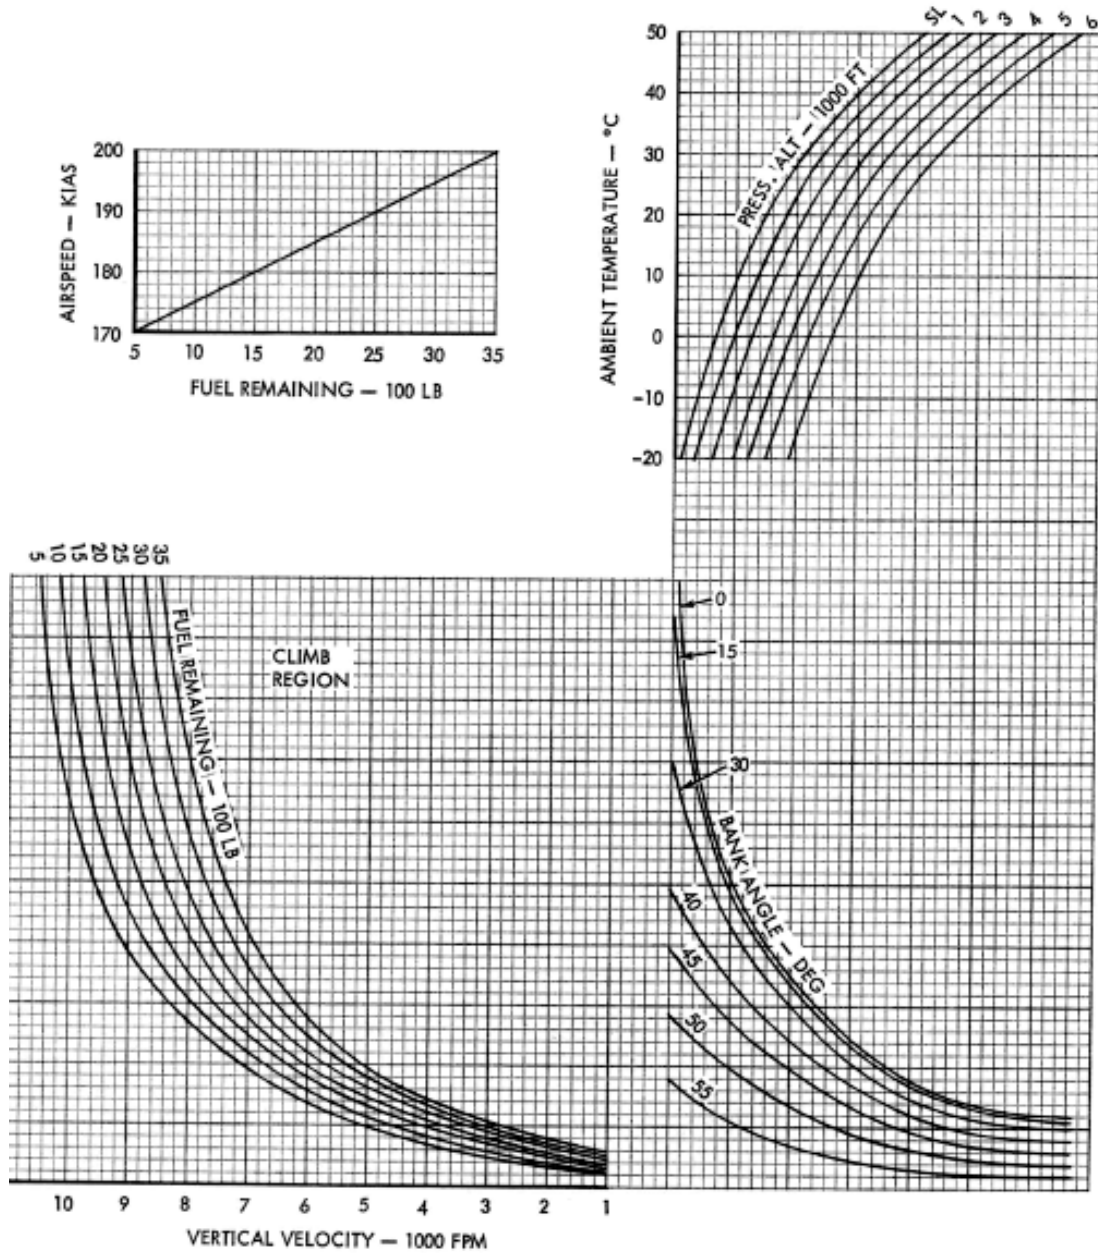 SL 1 2 3 4 5 6
50
40
30
20
10
0
-10
-20
AMBIENT TEMPERATURE — °C
PRESS. ALT — 1000 FT
200
190
180
170
AIRSPEED — KIAS
5 10 15 20 25 30 35
FUEL REMAINING — 100 LB
5 10 15 20 25 30 35
FUEL REMAINING — 100 LB
CLIMB
REGION
0
15
30
40
45
50
55
BANK ANGLE — DEG
10 9 8 7 6 5 4 3 2 1
VERTICAL VELOCITY — 1000 FPM